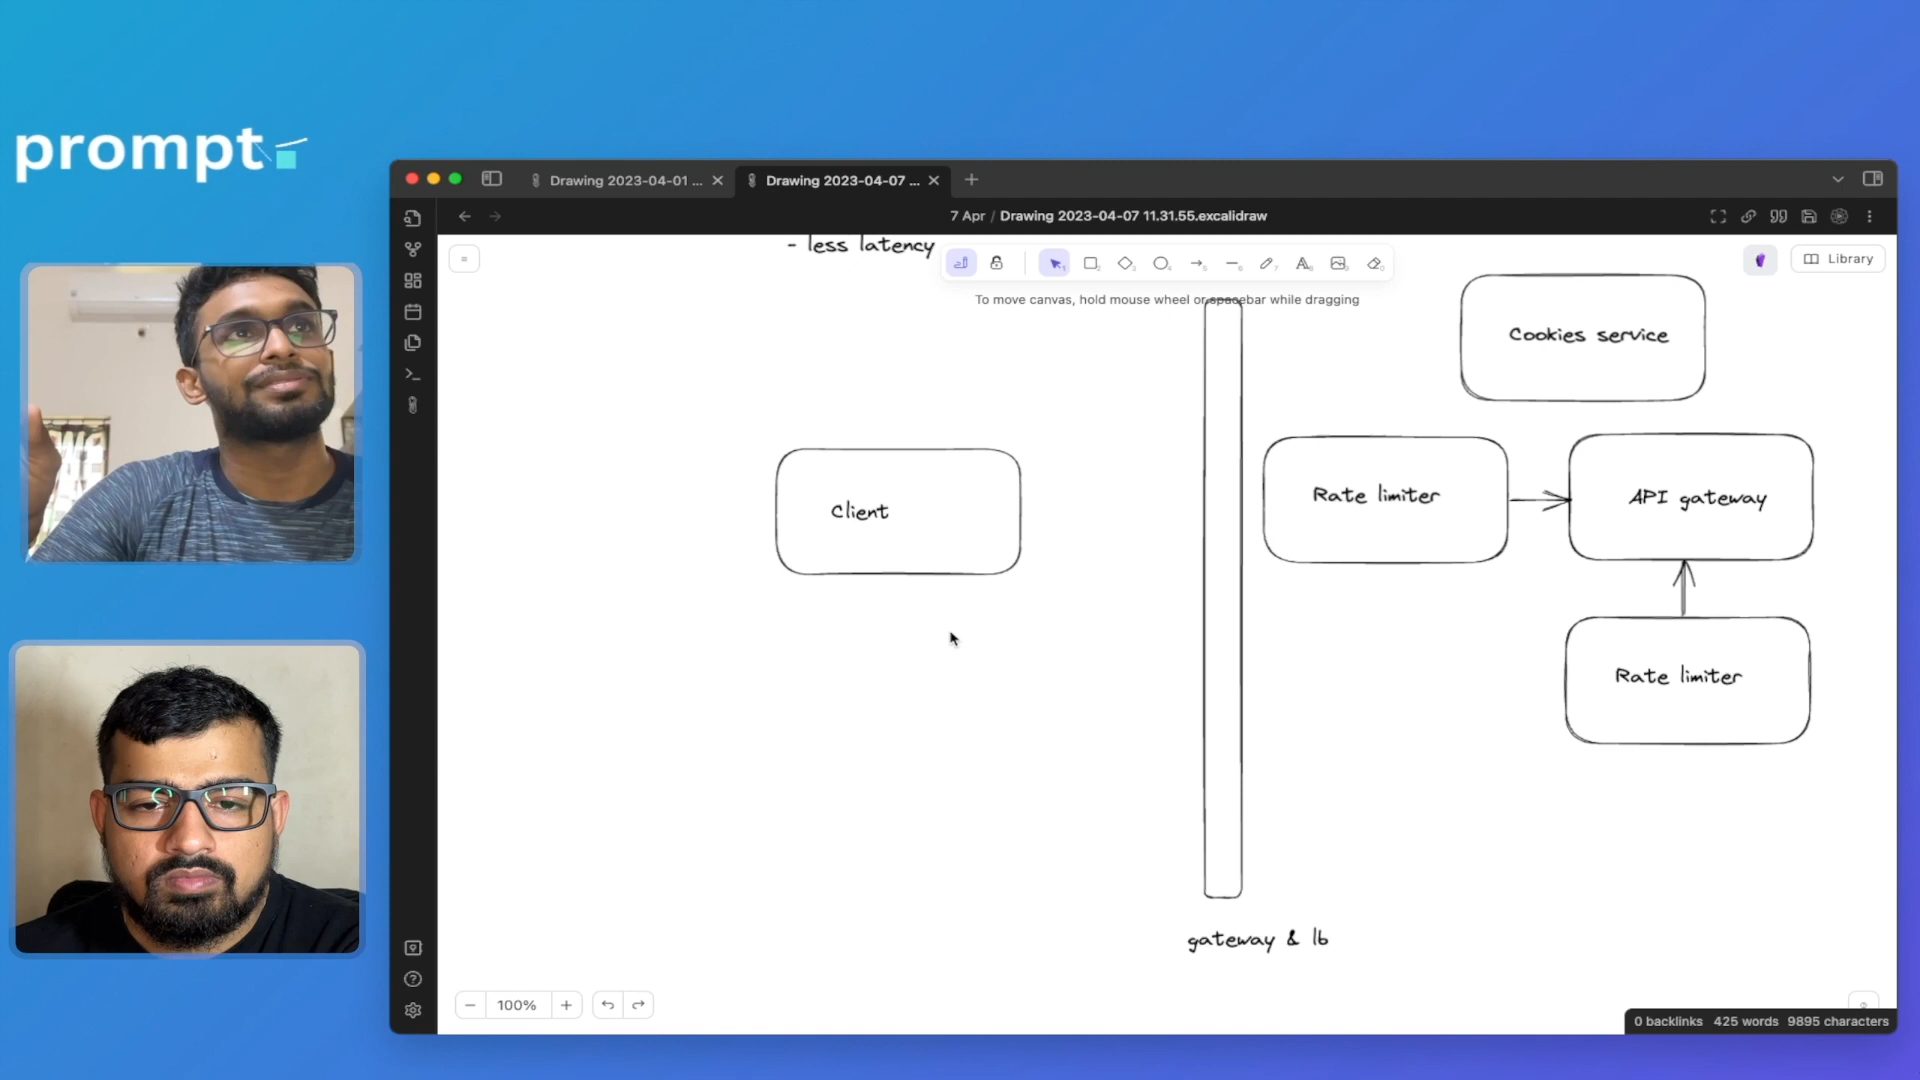 prompt
Drawing 2023-04-01 ...
Drawing 2023-04-07 ...
7 Apr / Drawing 2023-04-07 11.31.55.excalidraw
- less latency
Library
To move canvas, hold mouse wheel or spacebar while dragging
Cookies service
Client
Rate limiter
API gateway
Rate limiter
gateway & lb
100%
0 backlinks 425 words 9895 characters